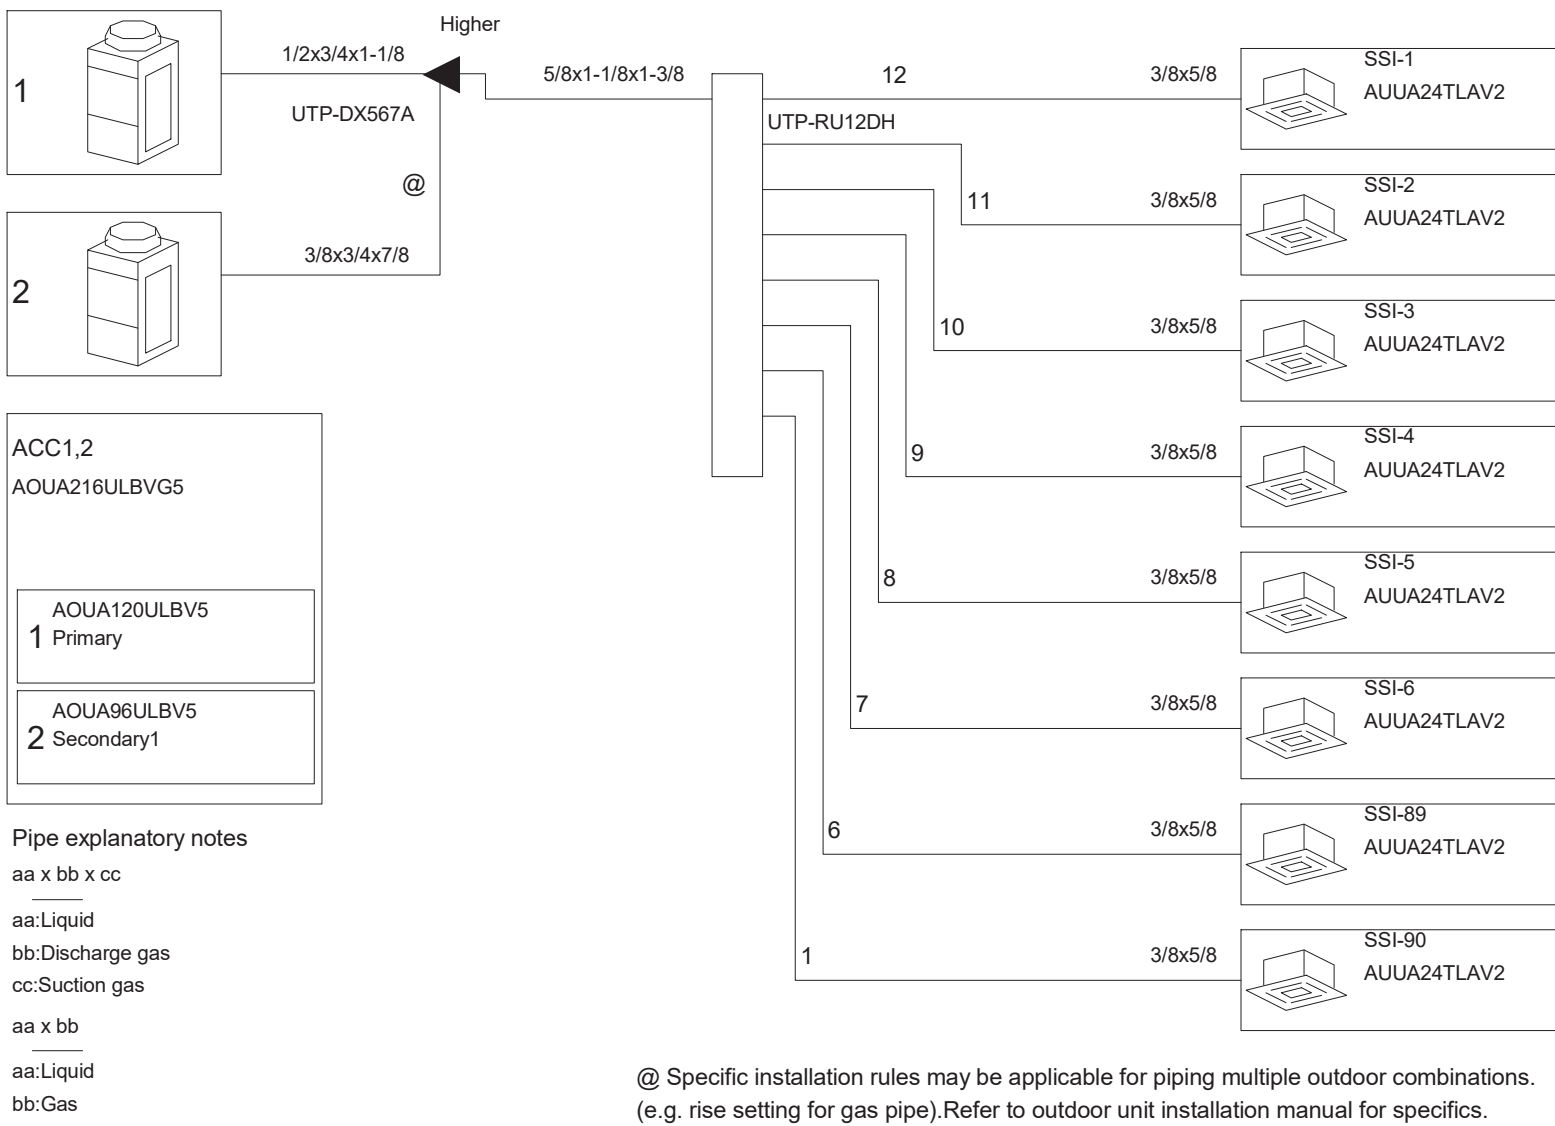 Higher
1
1/2x3/4x1-1/8
UTP-DX567A
@
2
3/8x3/4x7/8
5/8x1-1/8x1-3/8
UTP-RU12DH
12
3/8x5/8
SSI-1
AUUA24TLAV2
11
3/8x5/8
SSI-2
AUUA24TLAV2
10
3/8x5/8
SSI-3
AUUA24TLAV2
9
3/8x5/8
SSI-4
AUUA24TLAV2
8
3/8x5/8
SSI-5
AUUA24TLAV2
7
3/8x5/8
SSI-6
AUUA24TLAV2
6
3/8x5/8
SSI-89
AUUA24TLAV2
1
3/8x5/8
SSI-90
AUUA24TLAV2
ACC1,2
AOUA216ULBVG5
1
AOUA120ULBV5
Primary
2
AOUA96ULBV5
Secondary1
Pipe explanatory notes
aa x bb x cc
aa:Liquid
bb:Discharge gas
cc:Suction gas
aa x bb
aa:Liquid
bb:Gas
@ Specific installation rules may be applicable for piping multiple outdoor combinations.
(e.g. rise setting for gas pipe).Refer to outdoor unit installation manual for specifics.